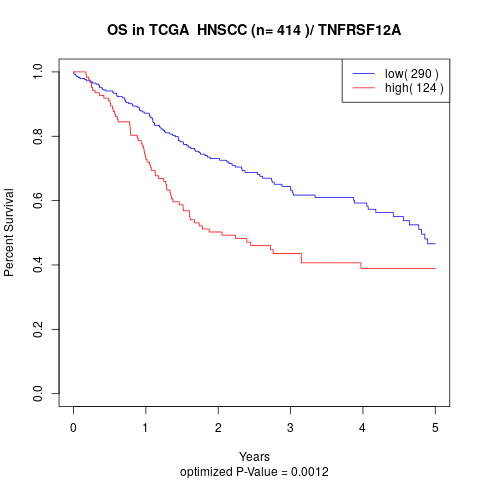 OS in TCGA  HNSCC (n= 414 )/ TNFRSF12A
low( 290 )
high( 124 )
Percent Survival
1.0
0.8
0.6
0.4
0.2
0.0
0 1 2 3 4 5
Years
optimized P-Value = 0.0012